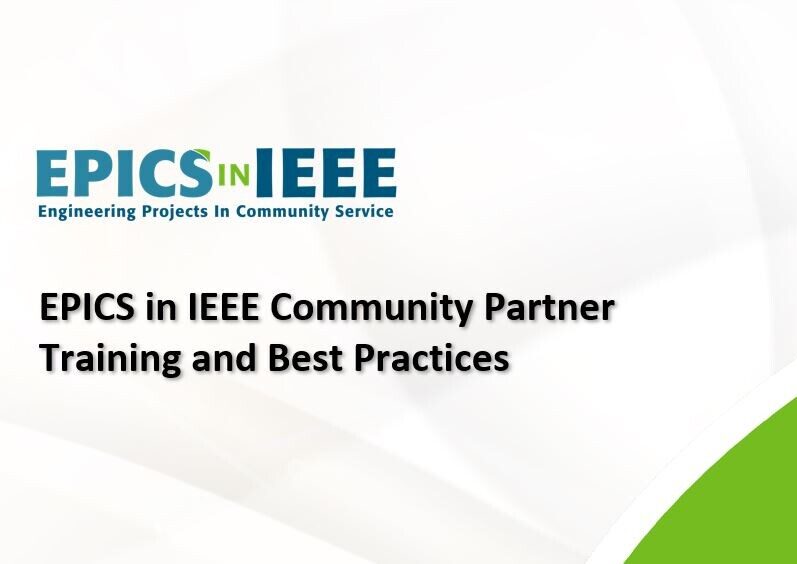 EPICS IN IEEE
Engineering Projects In Community Service
EPICS in IEEE Community Partner
Training and Best Practices